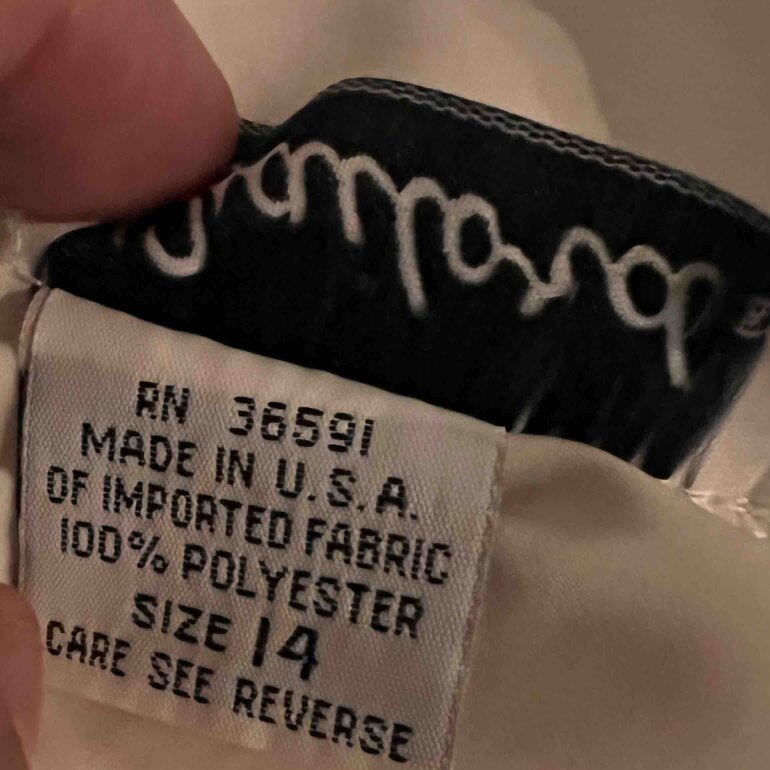 RN 36591
MADE IN U.S.A.
OF IMPORTED FABRIC
100% POLYESTER
SIZE 14
CARE SEE REVERSE